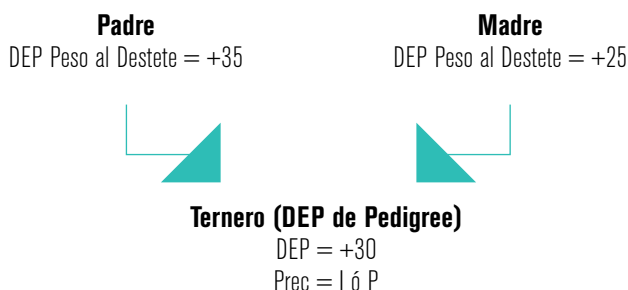 Padre
DEP Peso al Destete = +35
Madre
DEP Peso al Destete = +25
Ternero (DEP de Pedigree)
DEP = +30
Prec = I ó P